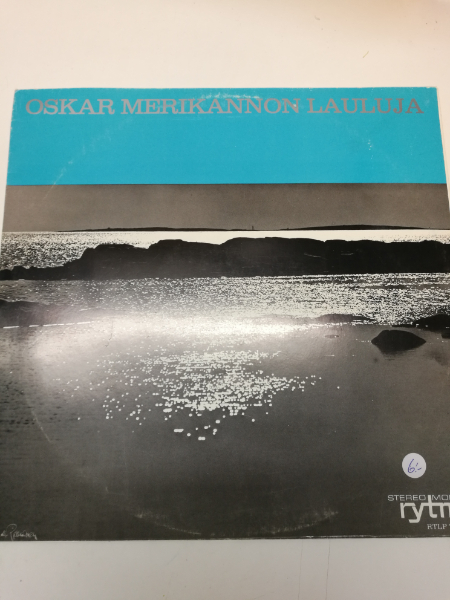 OSKAR MERIKANNON LAULUJA
6:-
STEREO/MO
rytm
RTLP